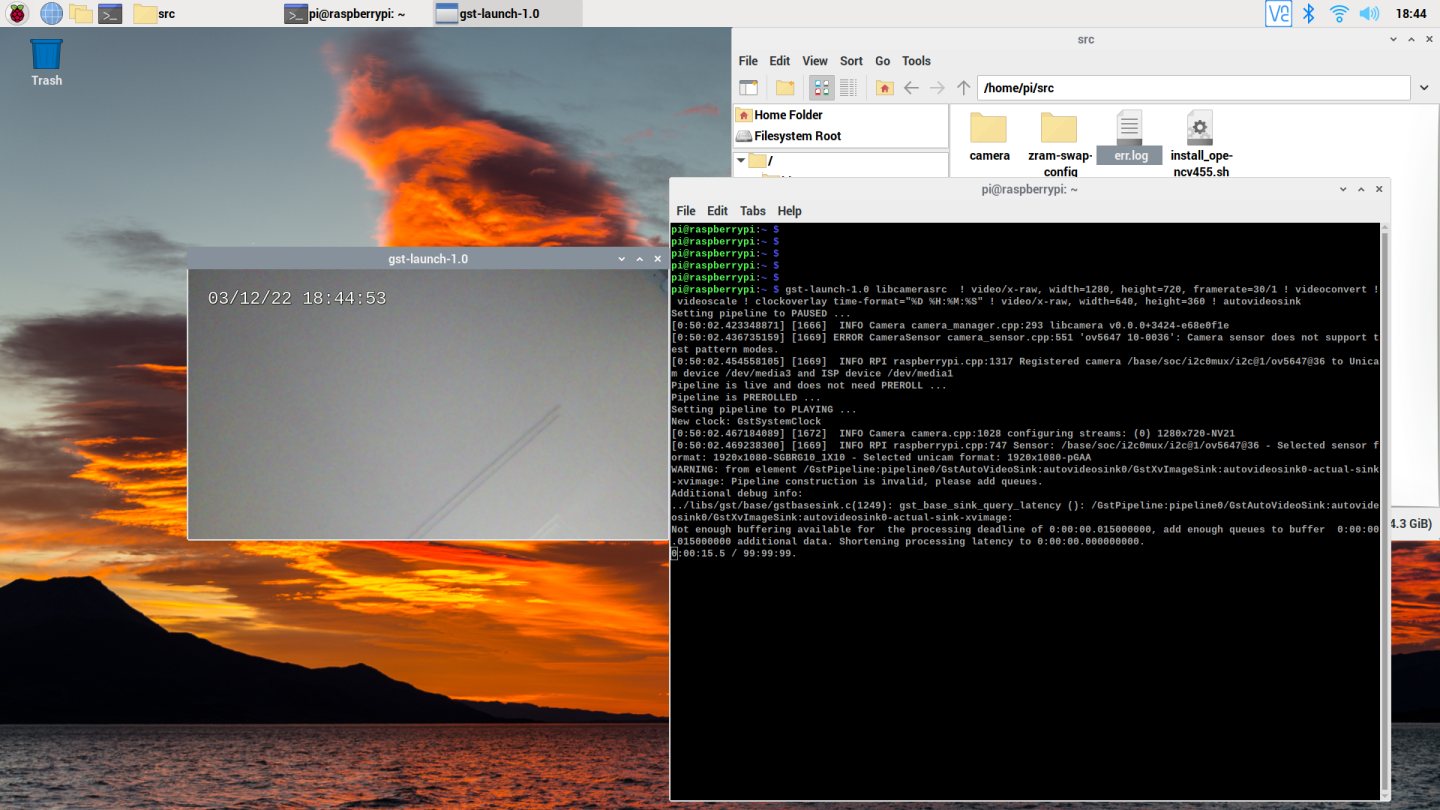 src
pi@raspberrypi: ~
gst-launch-1.0
18:44
Trash
src
File Edit View Sort Go Tools
/home/pi/src
Home Folder
Filesystem Root
/
camera
zram-swap-
config
err.log
install_ope-
ncv455.sh
4.3 GiB)
gst-launch-1.0
03/12/22 18:44:53
pi@raspberrypi: ~
File Edit Tabs Help
pi@raspberrypi:~ $
pi@raspberrypi:~ $
pi@raspberrypi:~ $
pi@raspberrypi:~ $
pi@raspberrypi:~ $
pi@raspberrypi:~ $ gst-launch-1.0 libcamerasrc  ! video/x-raw, width=1280, height=720, framerate=30/1 ! videoconvert !
 videoscale ! clockoverlay time-format="%D %H:%M:%S" ! video/x-raw, width=640, height=360 ! autovideosink
Setting pipeline to PAUSED ...
[0:50:02.423348871] [1666]  INFO Camera camera_manager.cpp:293 libcamera v0.0.0+3424-e68e0f1e
[0:50:02.436735159] [1669] ERROR CameraSensor camera_sensor.cpp:551 'ov5647 10-0036': Camera sensor does not support t
est pattern modes.
[0:50:02.454558105] [1669]  INFO RPI raspberrypi.cpp:1317 Registered camera /base/soc/i2c0mux/i2c@1/ov5647@36 to Unica
m device /dev/media3 and ISP device /dev/media1
Pipeline is live and does not need PREROLL ...
Pipeline is PREROLLED ...
Setting pipeline to PLAYING ...
New clock: GstSystemClock
[0:50:02.467184089] [1672]  INFO Camera camera.cpp:1028 configuring streams: (0) 1280x720-NV21
[0:50:02.469238300] [1669]  INFO RPI raspberrypi.cpp:747 Sensor: /base/soc/i2c0mux/i2c@1/ov5647@36 - Selected sensor f
ormat: 1920x1080-SGBRG10_1X10 - Selected unicam format: 1920x1080-pGAA
WARNING: from element /GstPipeline:pipeline0/GstAutoVideoSink:autovideosink0/GstXvImageSink:autovideosink0-actual-sink
-xvimage: Pipeline construction is invalid, please add queues.
Additional debug info:
../libs/gst/base/gstbasesink.c(1249): gst_base_sink_query_latency (): /GstPipeline:pipeline0/GstAutoVideoSink:autovide
osink0/GstXvImageSink:autovideosink0-actual-sink-xvimage:
Not enough buffering available for  the processing deadline of 0:00:00.015000000, add enough queues to buffer  0:00:00
.015000000 additional data. Shortening processing latency to 0:00:00.000000000.
0:00:15.5 / 99:99:99.